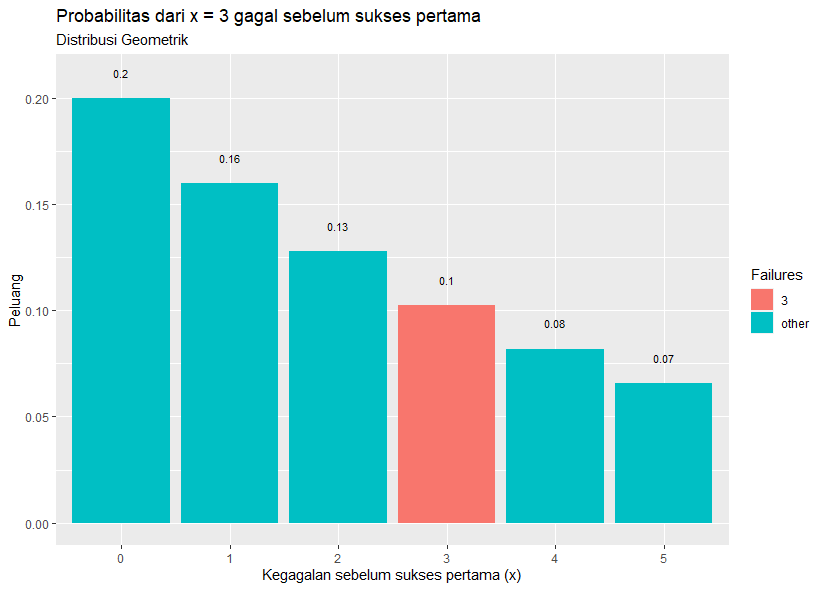 Probabilitas dari x = 3 gagal sebelum sukses pertama
Distribusi Geometrik
0.2
0.16
0.13
0.1
0.08
0.07
0.20
0.15
0.10
0.05
0.00
Peluang
0 1 2 3 4 5
Kegagalan sebelum sukses pertama (x)
Failures
3
other